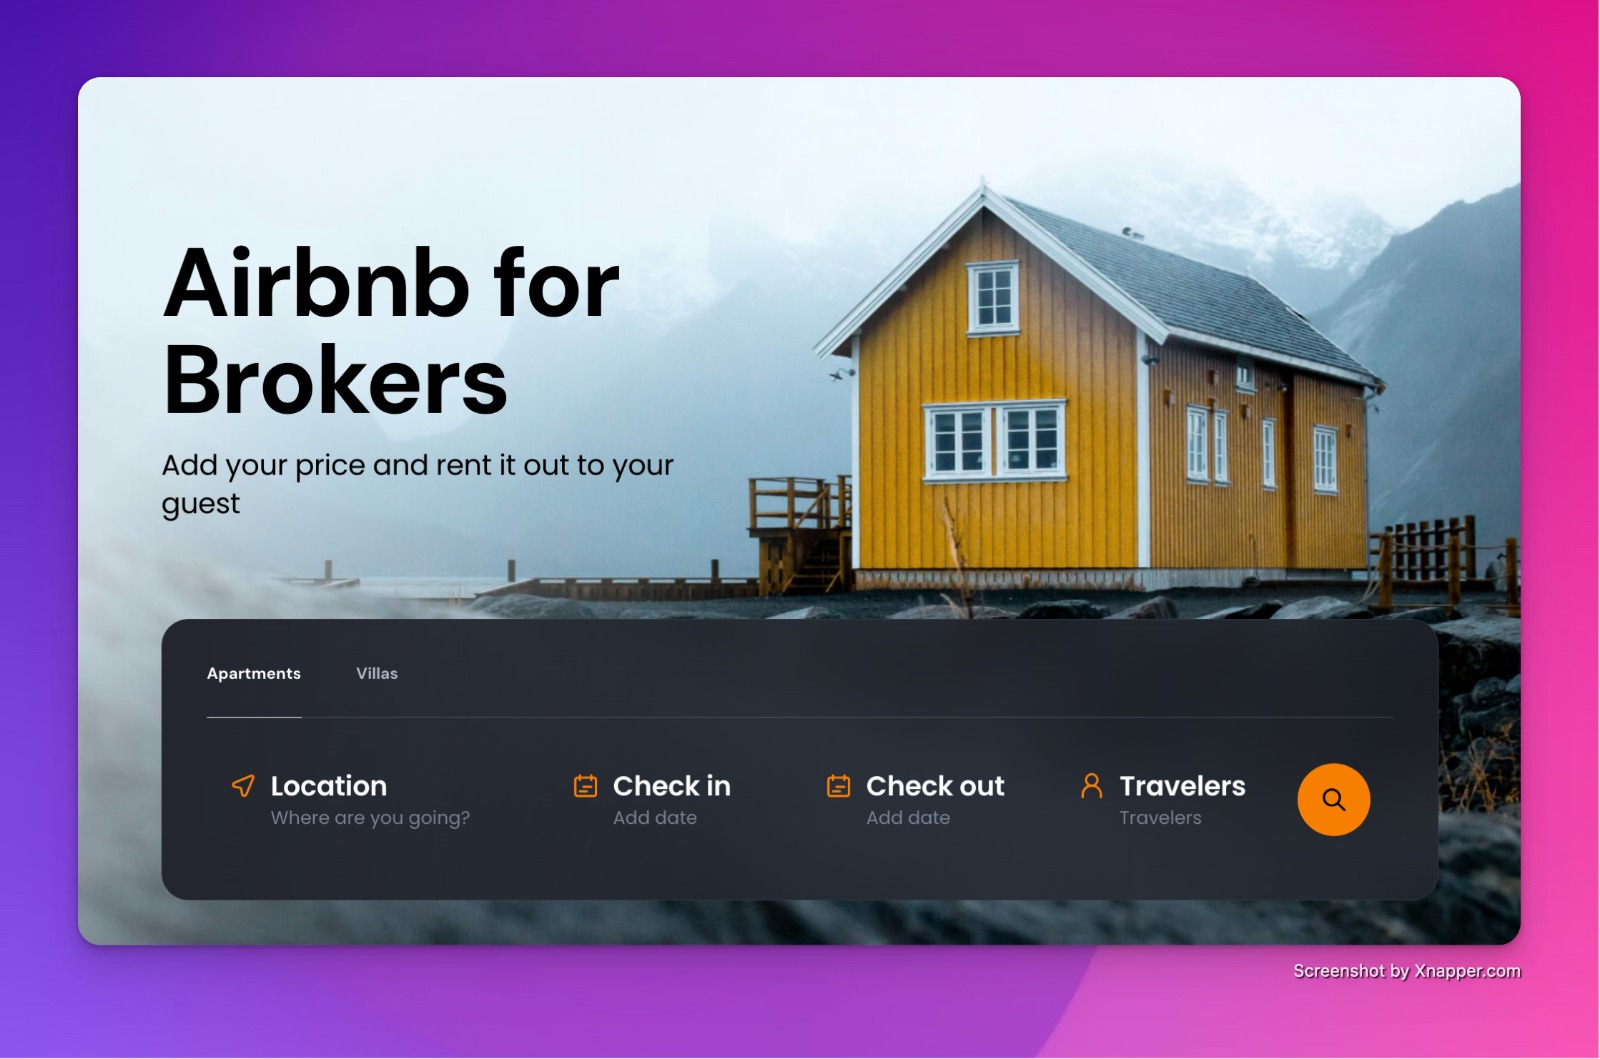 Airbnb for
Brokers
Add your price and rent it out to your
guest
Apartments Villas
Location Check in Check out Travelers
Where are you going? Add date Add date Travelers
Screenshot by Xnapper.com